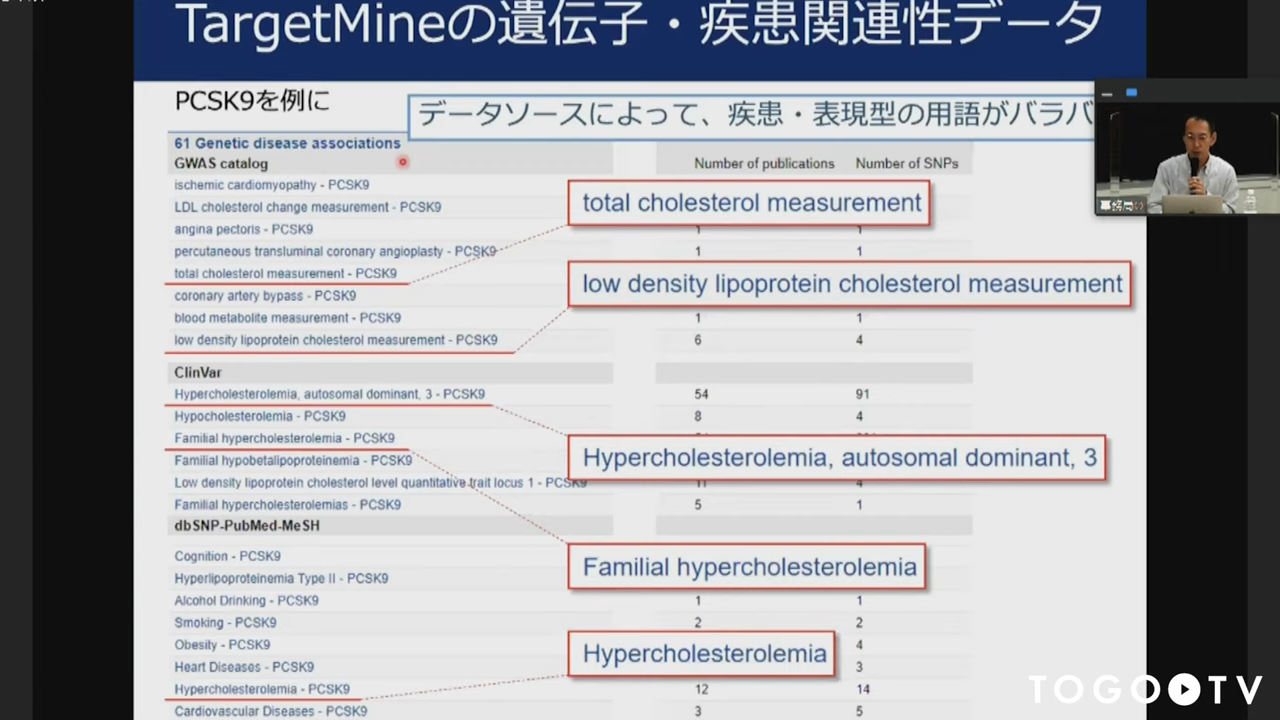 TargetMineの遺伝子・疾患関連性データ
PCSK9を例に
データソースによって、疾患・表現型の用語がバラバ
61 Genetic disease associations
GWAS catalog Number of publications Number of SNPs
ischemic cardiomyopathy - PCSK9
total cholesterol measurement
LDL cholesterol change measurement - PCSK9
angina pectoris - PCSK9 1 1
percutaneous transluminal coronary angioplasty - PCSK9 1 1
total cholesterol measurement - PCSK9
low density lipoprotein cholesterol measurement
coronary artery bypass - PCSK9
blood metabolite measurement - PCSK9 1 1
low density lipoprotein cholesterol measurement - PCSK9 6 4
ClinVar
Hypercholesterolemia, autosomal dominant, 3 - PCSK9 54 91
Hypocholesterolemia - PCSK9 8 4
Familial hypercholesterolemia - PCSK9
Hypercholesterolemia, autosomal dominant, 3
Familial hypobetalipoproteinemia - PCSK9
Low density lipoprotein cholesterol level quantitative trait locus 1 - PCSK9 11 4
Familial hypercholesterolemias - PCSK9 5 1
dbSNP-PubMed-MeSH
Cognition - PCSK9
Familial hypercholesterolemia
Hyperlipoproteinemia Type II - PCSK9
Alcohol Drinking - PCSK9 1 1
Smoking - PCSK9 2 2
Obesity - PCSK9 4
Hypercholesterolemia
Heart Diseases - PCSK9 3
Hypercholesterolemia - PCSK9 12 14
Cardiovascular Diseases - PCSK9 3 5
TOGO TV